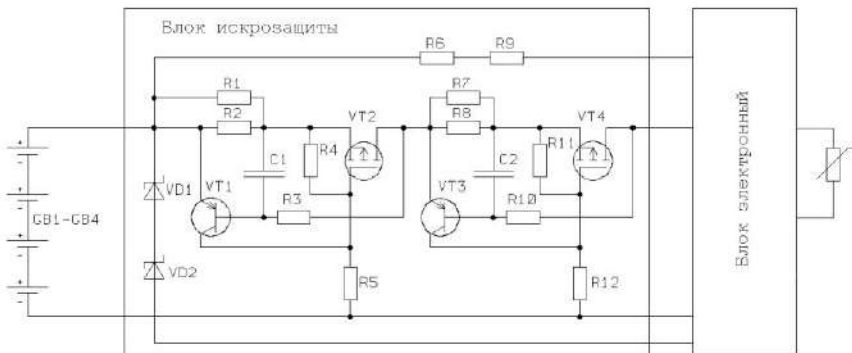 Блок искрозащиты
R6
R9
R1
R7
R2
VT2
R8
VT4
R4
R11
C1
C2
VD1
VT1
R3
VT3
R10
GB1-GB4
VD2
R5
R12
Блок электронный